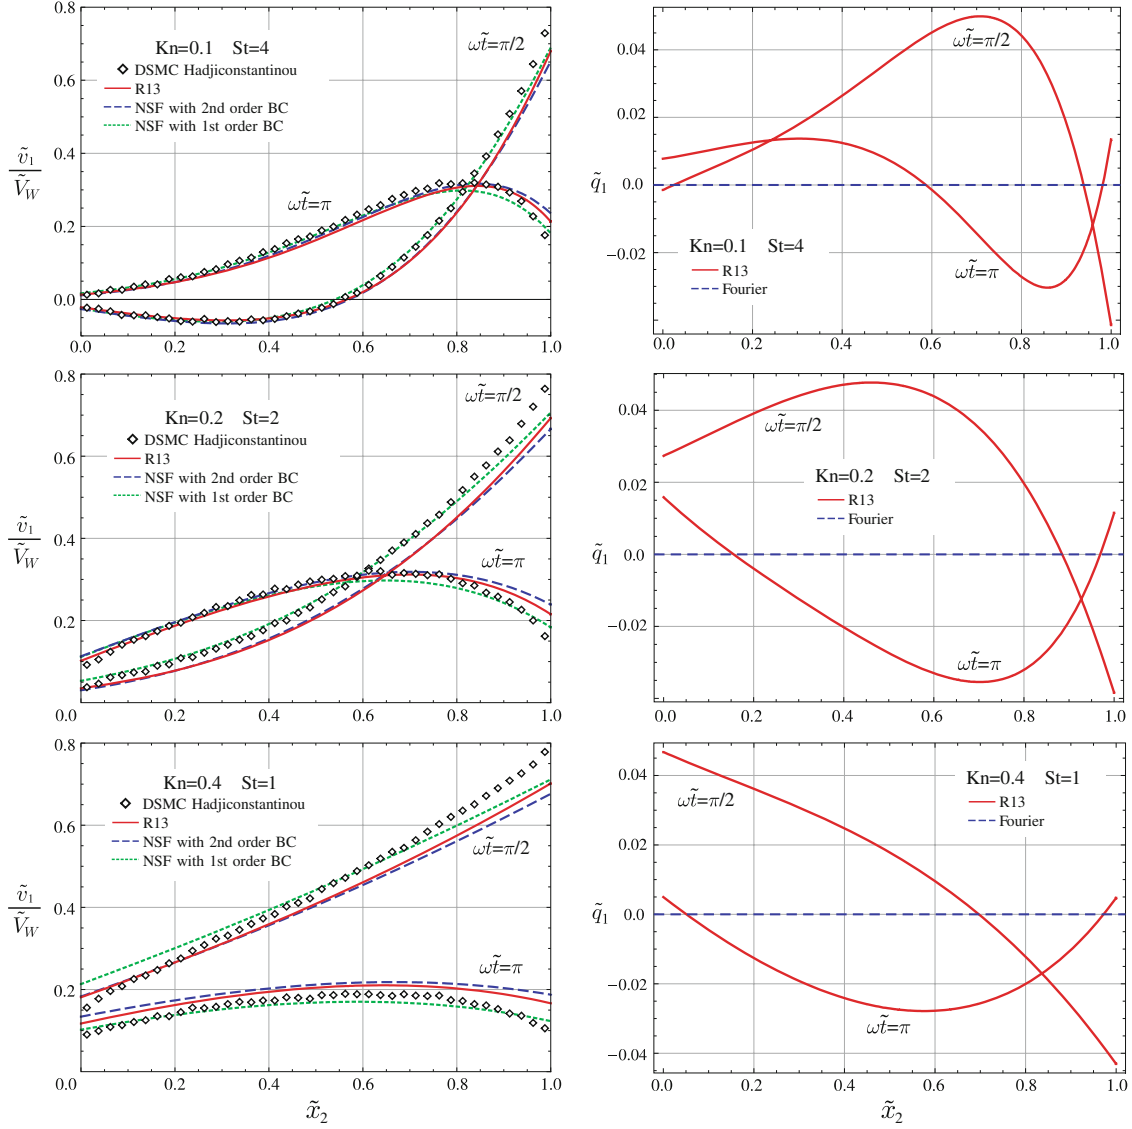 0.8
0.6
0.4
0.2
0.0
0.0 0.2 0.4 0.6 0.8 1.0
ṽ₁
Ṽ_W
Kn=0.1 St=4
DSMC Hadjiconstantinou
R13
NSF with 2nd order BC
NSF with 1st order BC
ωt̃=π/2
ωt̃=π
0.04
0.02
0.0
−0.02
0.0 0.2 0.4 0.6 0.8 1.0
q̃₁
ωt̃=π/2
Kn=0.1 St=4
R13
Fourier
ωt̃=π
0.8
0.6
0.4
0.2
0.0 0.2 0.4 0.6 0.8 1.0
ṽ₁
Ṽ_W
Kn=0.2 St=2
DSMC Hadjiconstantinou
R13
NSF with 2nd order BC
NSF with 1st order BC
ωt̃=π/2
ωt̃=π
0.04
0.02
0.0
−0.02
0.0 0.2 0.4 0.6 0.8 1.0
q̃₁
ωt̃=π/2
Kn=0.2 St=2
R13
Fourier
ωt̃=π
0.8
0.6
0.4
0.2
0.0 0.2 0.4 0.6 0.8 1.0
ṽ₁
Ṽ_W
Kn=0.4 St=1
DSMC Hadjiconstantinou
R13
NSF with 2nd order BC
NSF with 1st order BC
ωt̃=π/2
ωt̃=π
x̃₂
0.04
0.02
0.0
−0.02
−0.04
0.0 0.2 0.4 0.6 0.8 1.0
q̃₁
ωt̃=π/2
Kn=0.4 St=1
R13
Fourier
ωt̃=π
x̃₂